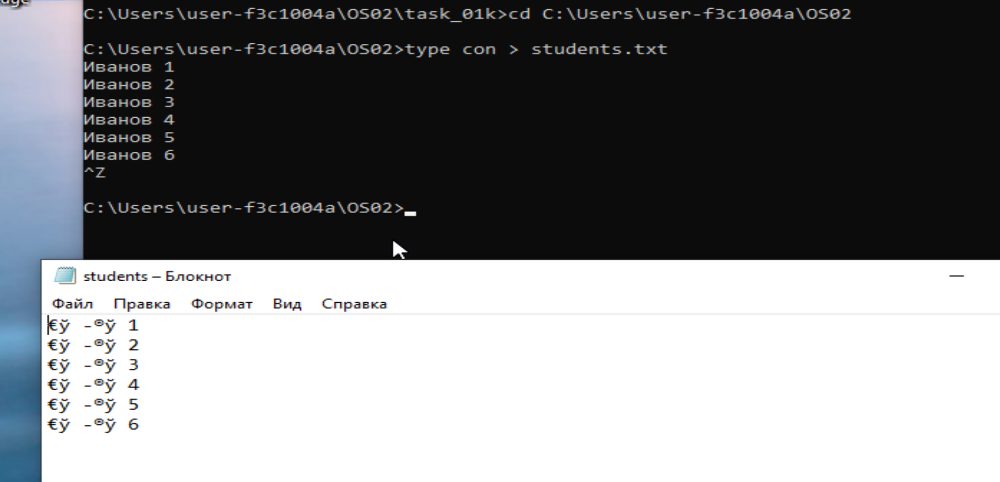 C:\Users\user-f3c1004a\OS02\task_01k>cd C:\Users\user-f3c1004a\OS02
C:\Users\user-f3c1004a\OS02>type con > students.txt
Иванов 1
Иванов 2
Иванов 3
Иванов 4
Иванов 5
Иванов 6
^Z
C:\Users\user-f3c1004a\OS02>
students – Блокнот
Файл Правка Формат Вид Справка
€ў -®ў 1
€ў -®ў 2
€ў -®ў 3
€ў -®ў 4
€ў -®ў 5
€ў -®ў 6